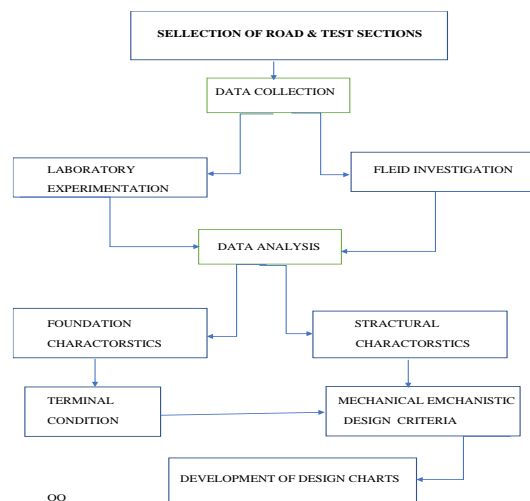 SELLECTION OF ROAD & TEST SECTIONS
DATA COLLECTION
LABORATORY
EXPERIMENTATION
FLEID INVESTIGATION
DATA ANALYSIS
FOUNDATION
CHARACTORSTICS
STRACTURAL
CHARACTORSTICS
TERMINAL
CONDITION
MECHANICAL EMCHANISTIC
DESIGN CRITERIA
DEVELOPMENT OF DESIGN CHARTS
OO